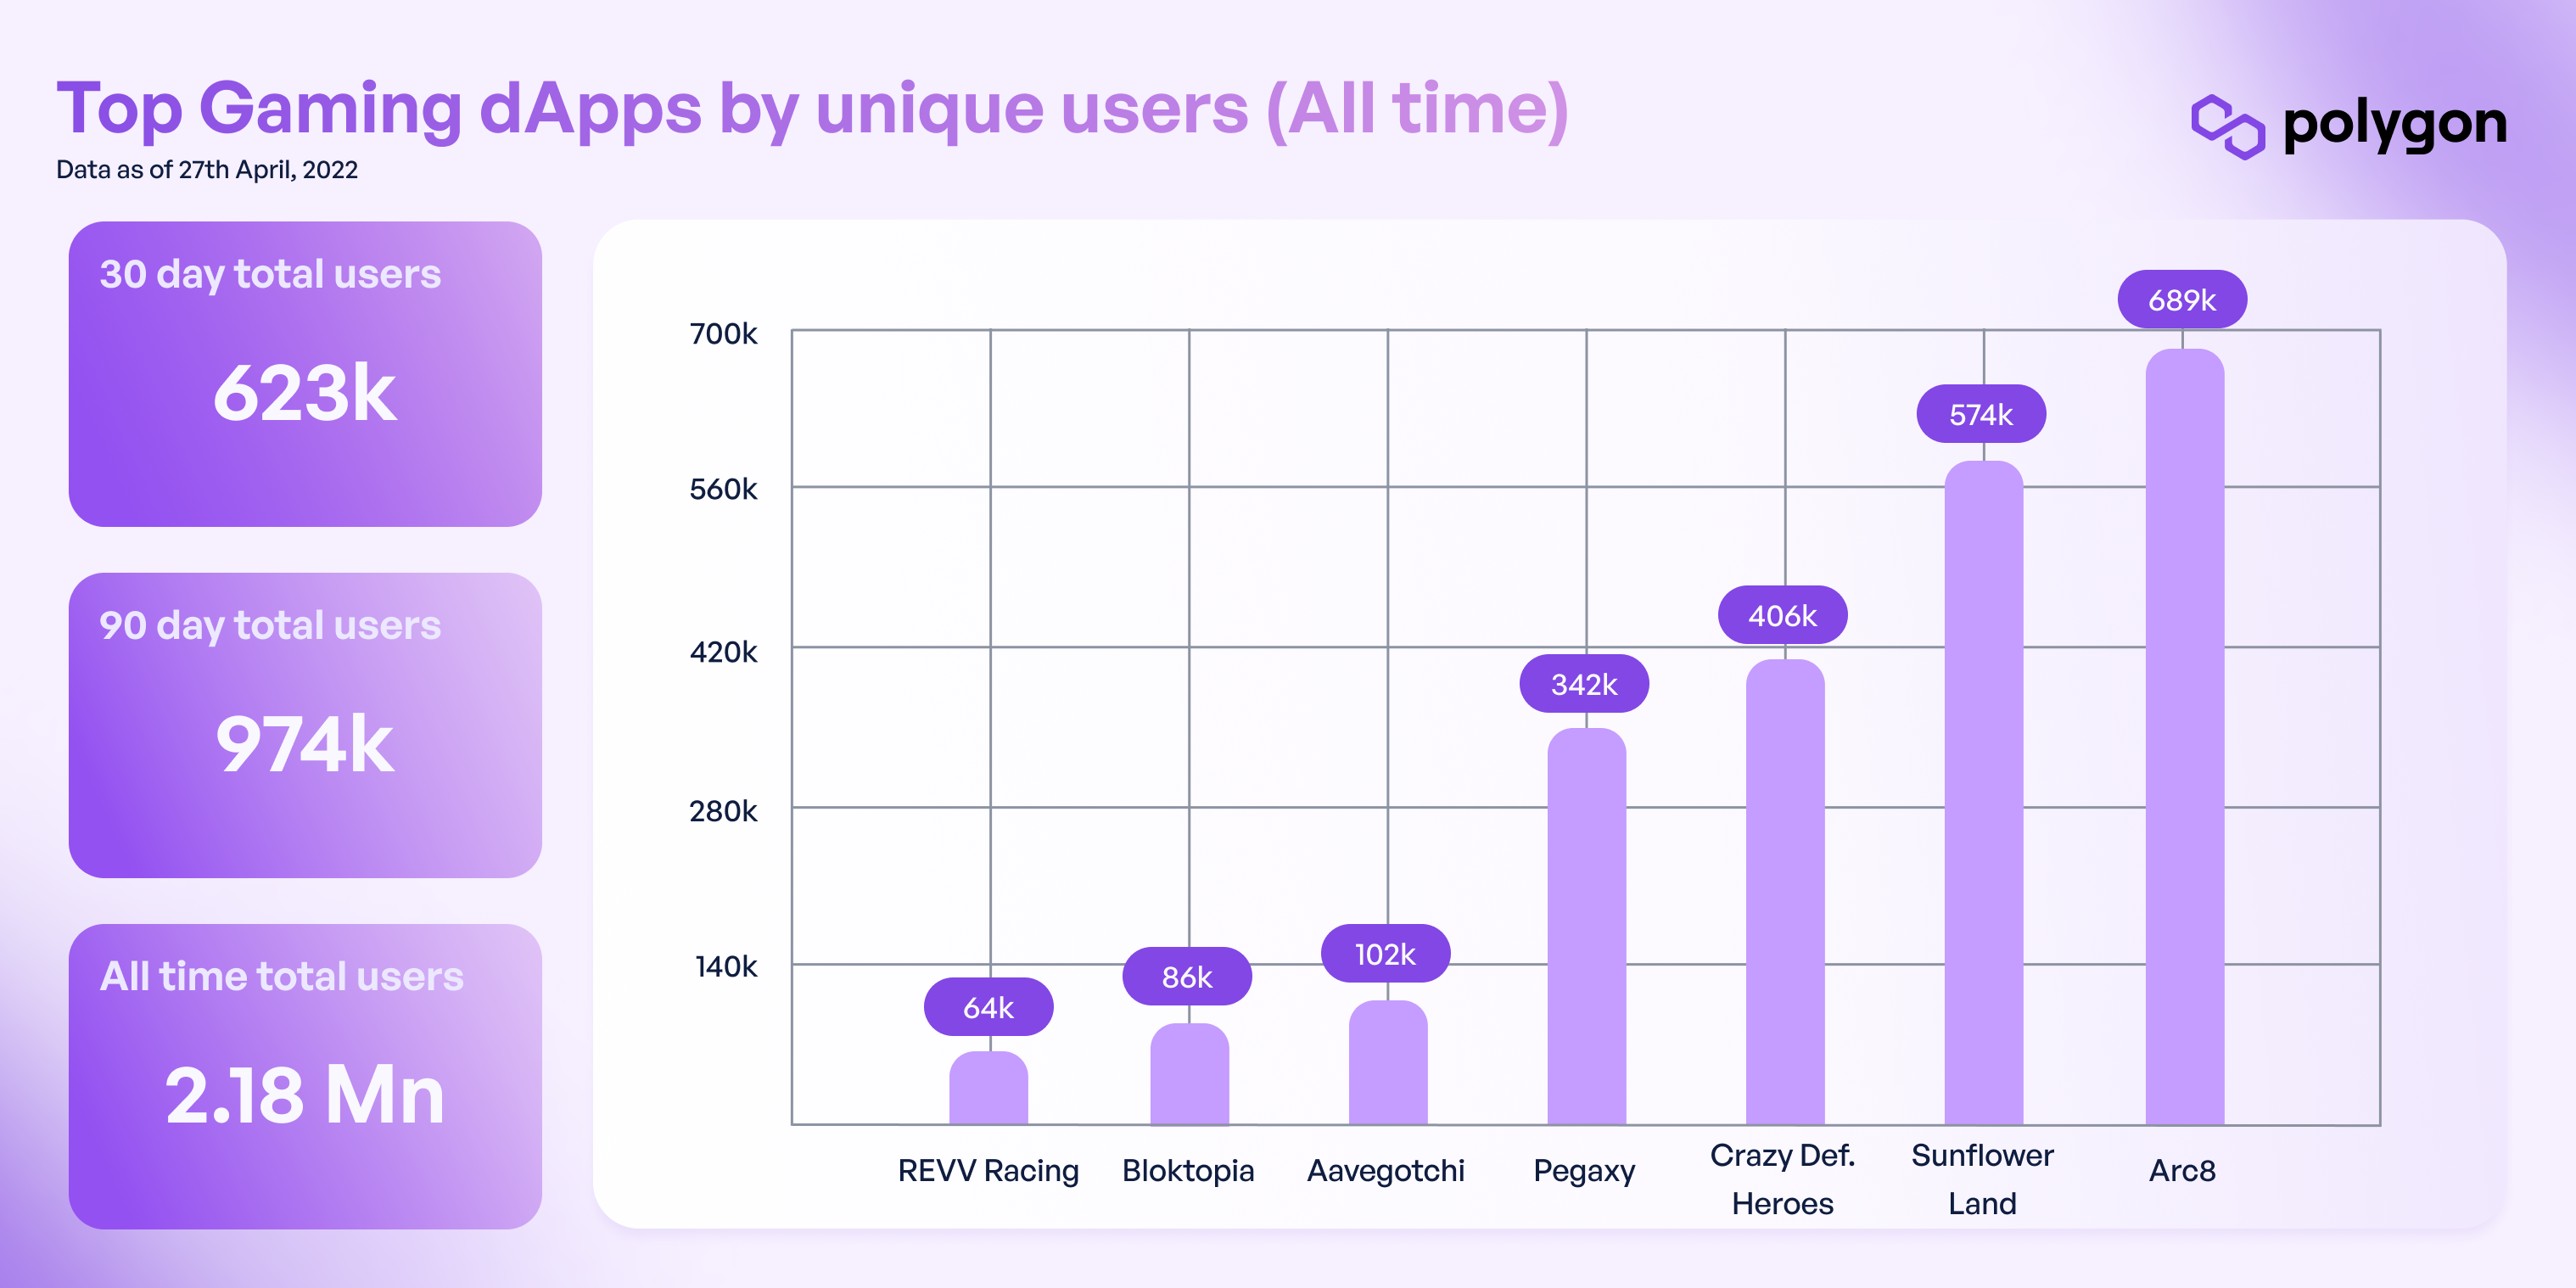 Top Gaming dApps by unique users (All time)
Data as of 27th April, 2022
polygon
30 day total users
623k
90 day total users
974k
All time total users
2.18 Mn
700k
560k
420k
280k
140k
64k
86k
102k
342k
406k
574k
689k
REVV Racing
Bloktopia
Aavegotchi
Pegaxy
Crazy Def.
Heroes
Sunflower
Land
Arc8